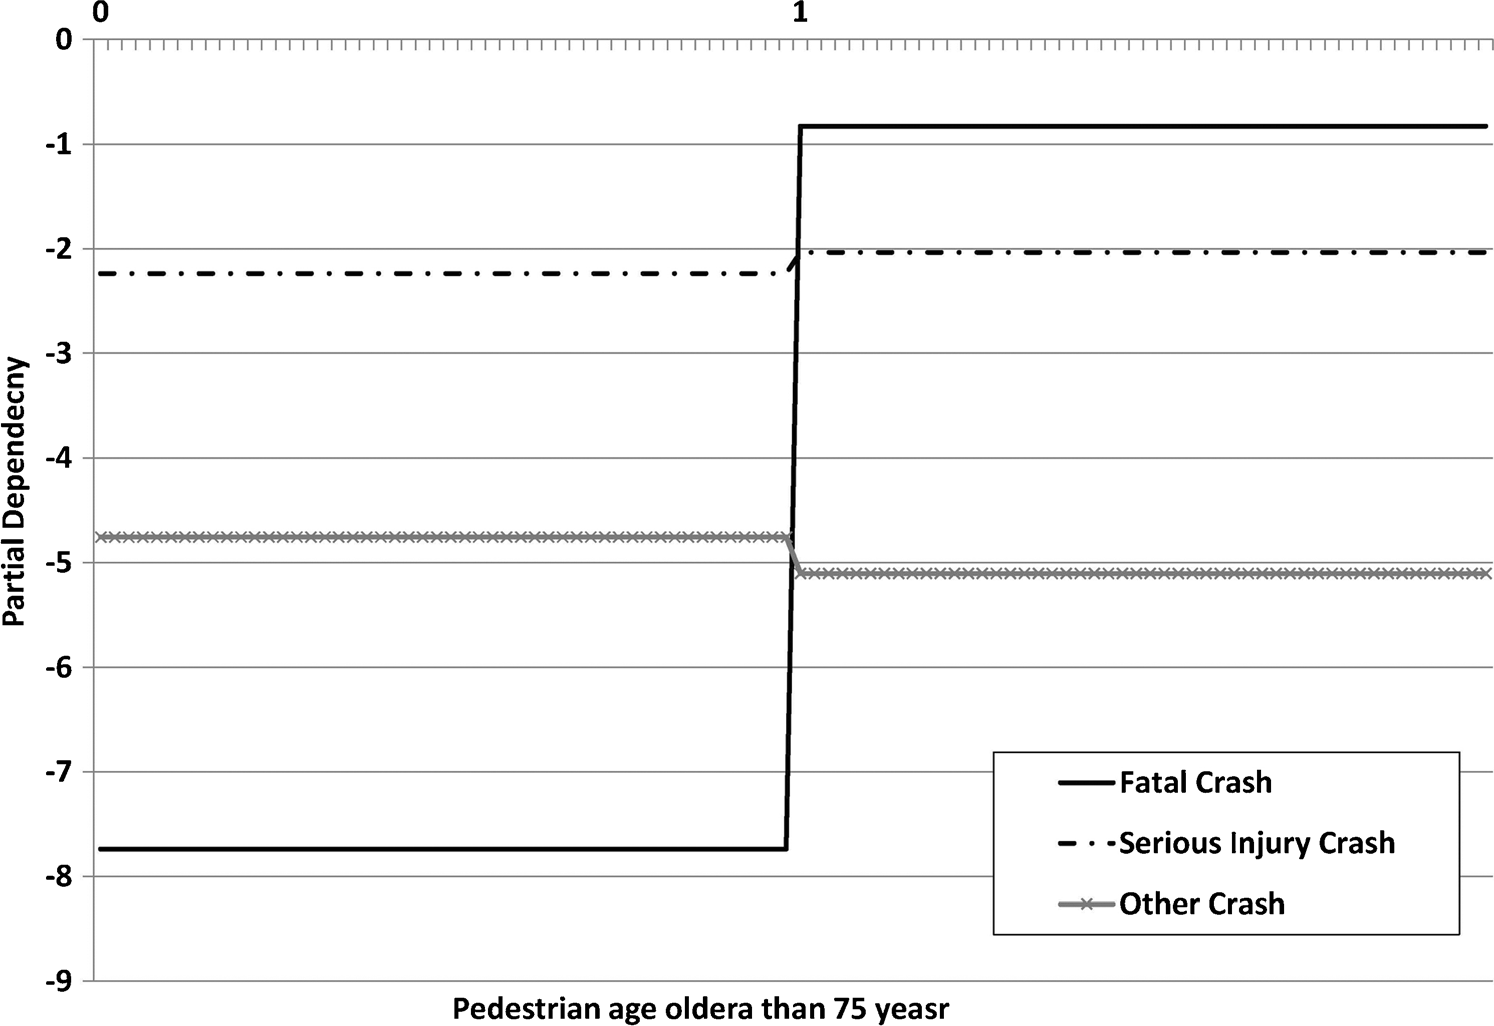 0 1
0
-1
-2
-3
-4
-5
-6
-7
-8
-9
Partial Dependecny
Fatal Crash
Serious Injury Crash
Other Crash
Pedestrian age oldera than 75 yeasr